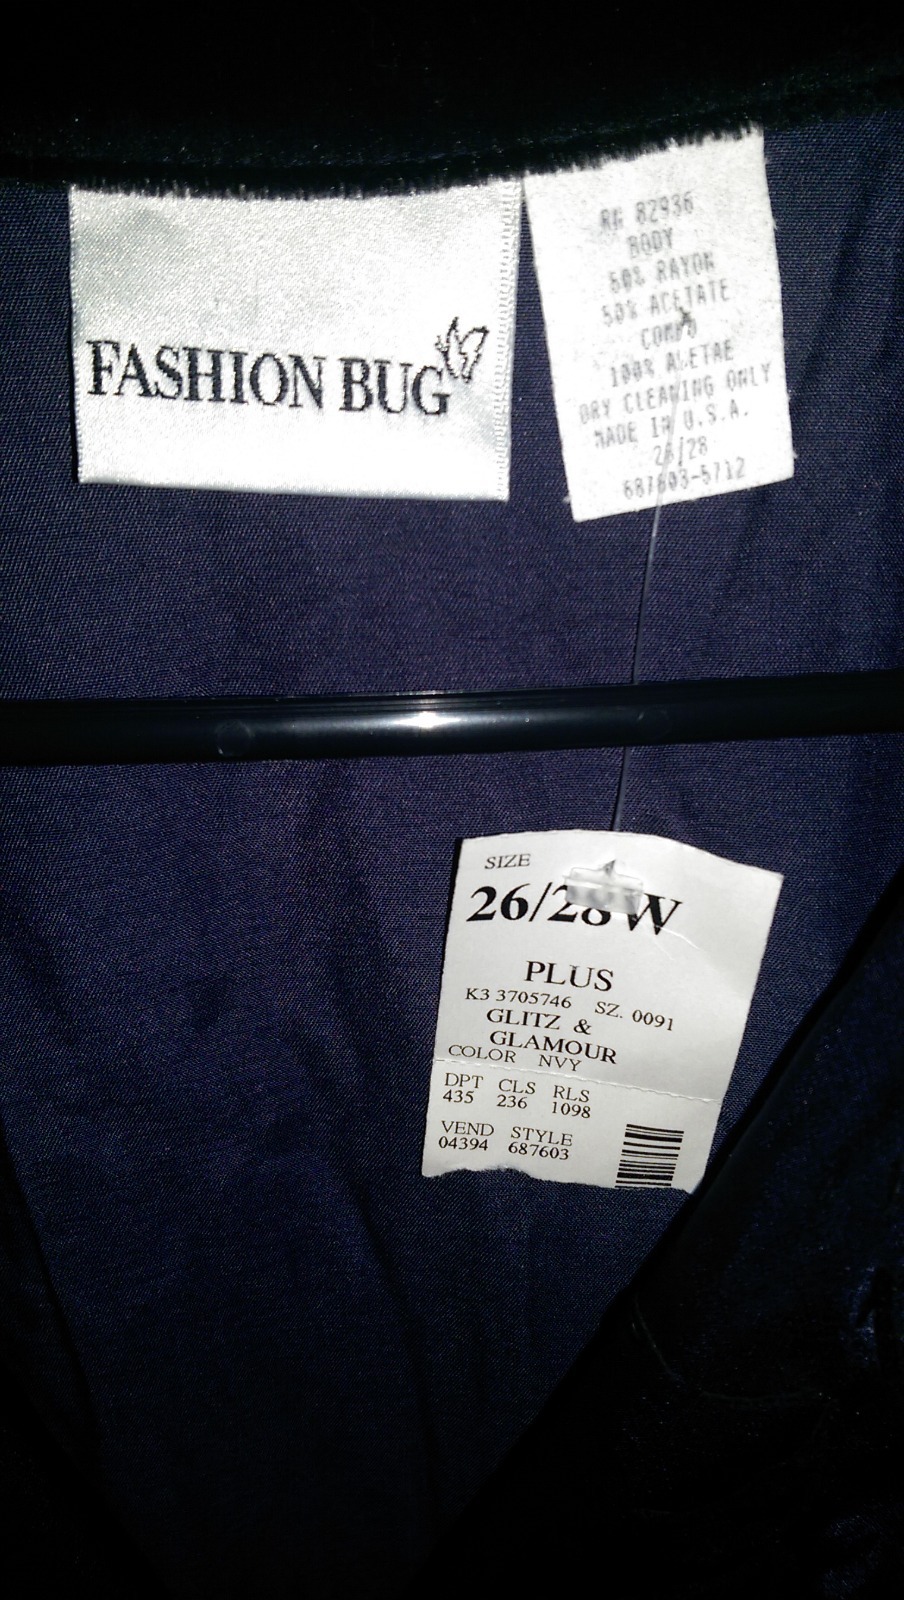 FASHION BUG
RN 82936
BODY
50% RAYON
50% ACETATE
COMBO
100% ACETAE
DRY CLEANING ONLY
MADE IN U.S.A.
26/28
687603-5712
SIZE
26/28W
PLUS
K3 3705746 SZ. 0091
GLITZ &
GLAMOUR
COLOR NVY
DPT CLS RLS
435 236 1098
VEND STYLE
04394 687603